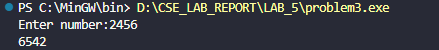 PS C:\MinGW\bin> D:\CSE_LAB_REPORT\LAB_5\problem3.exe
Enter number:2456
6542